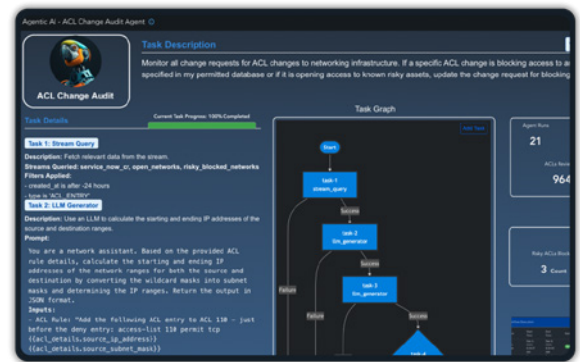 Agentic AI - ACL Change Audit Agent
Task Description
Monitor all change requests for ACL changes to networking infrastructure. If a specific ACL change is blocking access to
specified in my permitted database or if it is opening access to known risky assets, update the change request for blocking
ACL Change Audit
Task Details
Current Task Progress: 100% Completed
Task 1: Stream Query
Description: Fetch relevant data from the stream.
Streams Queried: service_now_cr, open_networks, risky_blocked_networks
Filters Applied:
- created_at is after -24 hours
- type is 'ACL_ENTRY'
Task 2: LLM Generator
Description: Use an LLM to calculate the starting and ending IP addresses of the
source and destination ranges.
Prompt:
You are a network assistant. Based on the provided ACL
rule details, calculate the starting and ending IP
addresses of the network ranges for both the source and
destination by converting the wildcard masks into subnet
masks and determining the IP ranges. Return the output in
JSON format.
Inputs:
- ACL Rule: "Add the following ACL entry to ACL 110 - just
before the deny entry: access-list 110 permit tcp
{{acl_details.source_ip_address}}
{{acl_details.source_subnet_mask}}
Task Graph
Add Task
Start
task-1
stream_query
Success
task-2
llm_generator
Success
Failure
task-3
llm_generator
Failure
Success
task-4
Agent Runs
21
964
3 Count